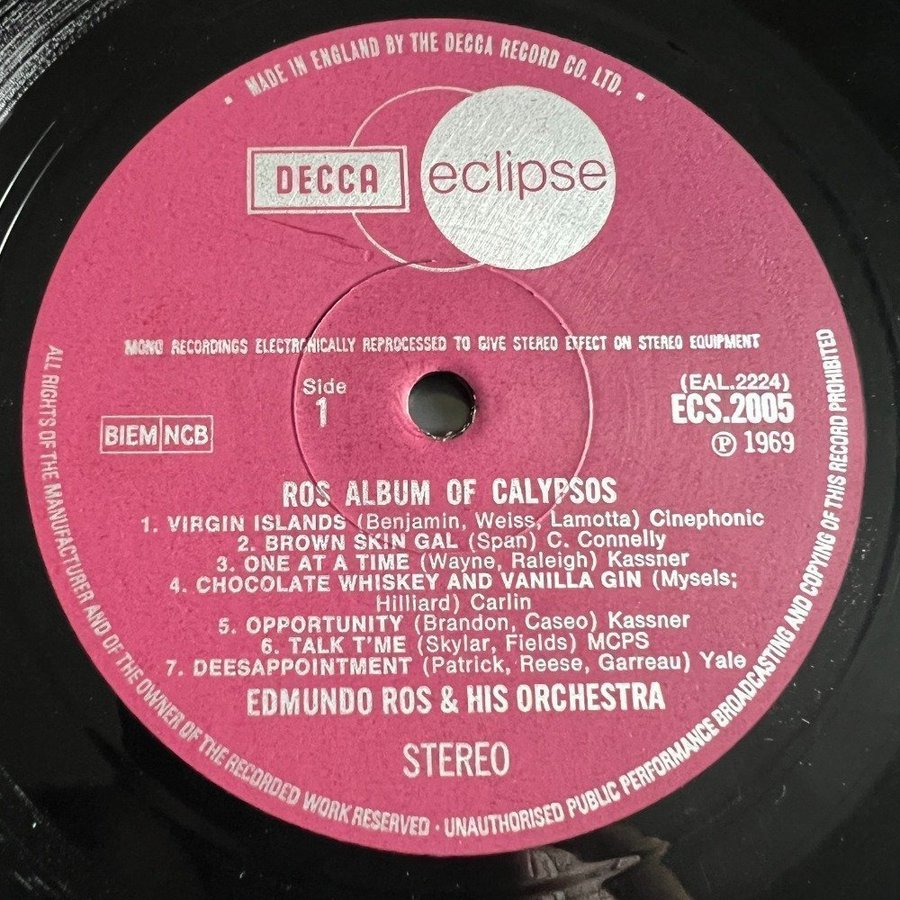 · MADE IN ENGLAND BY THE DECCA RECORD CO. LTD. ·
DECCA
eclipse
MONO RECORDINGS ELECTRONICALLY REPROCESSED TO GIVE STEREO EFFECT ON STEREO EQUIPMENT
Side
1
(EAL.2224)
ECS.2005
Ⓟ 1969
BIEM NCB
ROS ALBUM OF CALYPSOS
1. VIRGIN ISLANDS (Benjamin, Weiss, Lamotta) Cinephonic
2. BROWN SKIN GAL (Span) C. Connelly
3. ONE AT A TIME (Wayne, Raleigh) Kassner
4. CHOCOLATE WHISKEY AND VANILLA GIN (Mysels;
Hilliard) Carlin
5. OPPORTUNITY (Brandon, Caseo) Kassner
6. TALK T'ME (Skylar, Fields) MCPS
7. DEESAPPOINTMENT (Patrick, Reese, Garreau) Yale
EDMUNDO ROS & HIS ORCHESTRA
STEREO
ALL RIGHTS OF THE MANUFACTURER AND OF THE OWNER OF THE RECORDED WORK RESERVED · UNAUTHORISED PUBLIC PERFORMANCE BROADCASTING AND COPYING OF THIS RECORD PROHIBITED